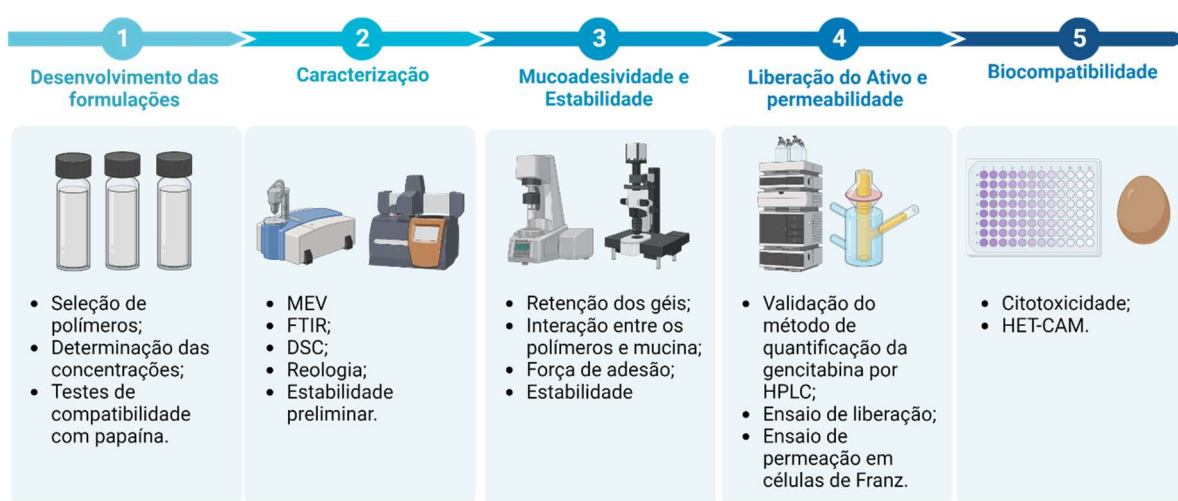 1
Desenvolvimento das
formulações
• Seleção de
polímeros;
• Determinação das
concentrações;
• Testes de
compatibilidade
com papaína.
2
Caracterização
• MEV
• FTIR;
• DSC;
• Reologia;
• Estabilidade
preliminar.
3
Mucoadesividade e
Estabilidade
• Retenção dos géis;
• Interação entre os
polímeros e mucina;
• Força de adesão;
• Estabilidade
4
Liberação do Ativo e
permeabilidade
• Validação do
método de
quantificação da
gencitabina por
HPLC;
• Ensaio de liberação;
• Ensaio de
permeação em
células de Franz.
5
Biocompatibilidade
• Citotoxicidade;
• HET-CAM.